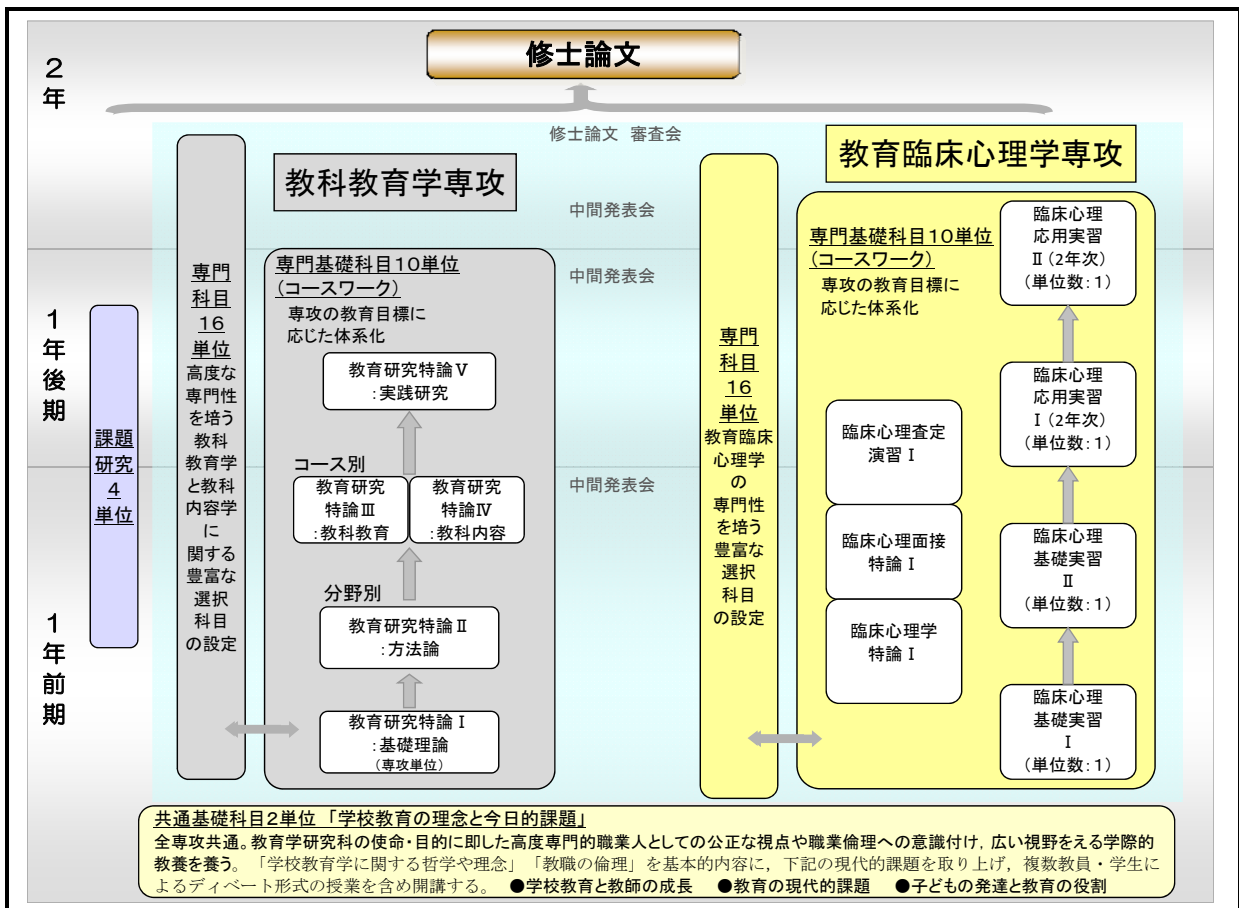 修士論文
2
年
修士論文 審査会
教育臨床心理学専攻
教科教育学専攻
中間発表会
専門
科目
16
単位
高度な
専門性
を培う
教科
教育学
と教科
内容学
に
関する
豊富な
選択
科目
の設定
専門基礎科目10単位
(コースワーク)
専攻の教育目標に
応じた体系化
教育研究特論Ⅴ
:実践研究
コース別
教育研究
特論Ⅲ
:教科教育
教育研究
特論Ⅳ
:教科内容
分野別
教育研究特論Ⅱ
:方法論
教育研究特論Ⅰ
:基礎理論
(専攻単位)
中間発表会
中間発表会
1
年
後
期
課題
研究
4
単位
1
年
前
期
専門
科目
16
単位
教育臨床
心理学
の
専門性
を培う
豊富な
選択
科目
の設定
専門基礎科目10単位
(コースワーク)
専攻の教育目標に
応じた体系化
臨床心理査定
演習Ⅰ
臨床心理面接
特論Ⅰ
臨床心理学
特論Ⅰ
臨床心理
応用実習
Ⅱ(2年次)
(単位数:1)
臨床心理
応用実習
Ⅰ(2年次)
(単位数:1)
臨床心理
基礎実習
Ⅱ
(単位数:1)
臨床心理
基礎実習
Ⅰ
(単位数:1)
共通基礎科目2単位 「学校教育の理念と今日的課題」
全専攻共通。教育学研究科の使命・目的に即した高度専門的職業人としての公正な視点や職業倫理への意識付け，広い視野をえる学際的
教養を養う。「学校教育学に関する哲学や理念」「教職の倫理」を基本的内容に，下記の現代的課題を取り上げ，複数教員・学生に
よるディベート形式の授業を含め開講する。 ●学校教育と教師の成長 ●教育の現代的課題 ●子どもの発達と教育の役割